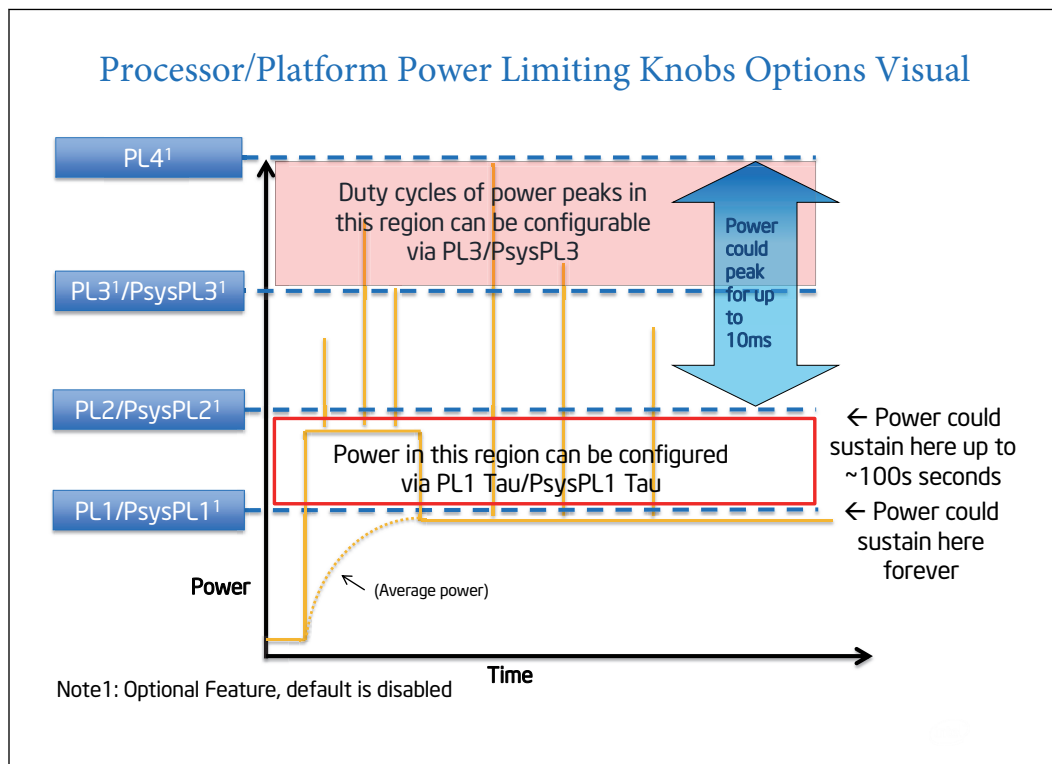 Processor/Platform Power Limiting Knobs Options Visual
PL4¹
Duty cycles of power peaks in
this region can be configurable
via PL3/PsysPL3
Power
could
peak
for up
to
10ms
PL3¹/PsysPL3¹
PL2/PsysPL2¹
← Power could
sustain here up to
~100s seconds
Power in this region can be configured
via PL1 Tau/PsysPL1 Tau
PL1/PsysPL1¹
← Power could
sustain here
forever
Power
(Average power)
Time
Note1: Optional Feature, default is disabled